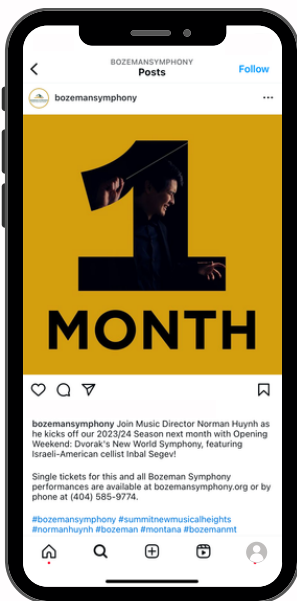 BOZEMANSYMPHONY
Posts
Follow
bozemansymphony
1
MONTH
bozemansymphony Join Music Director Norman Huynh as
he kicks off our 2023/24 Season next month with Opening
Weekend: Dvorak's New World Symphony, featuring
Israeli-American cellist Inbal Segev!
Single tickets for this and all Bozeman Symphony
performances are available at bozemansymphony.org or by
phone at (404) 585-9774.
#bozemansymphony #summitnewmusicalheights
#normanhuynh #bozeman #montana #bozemanmt